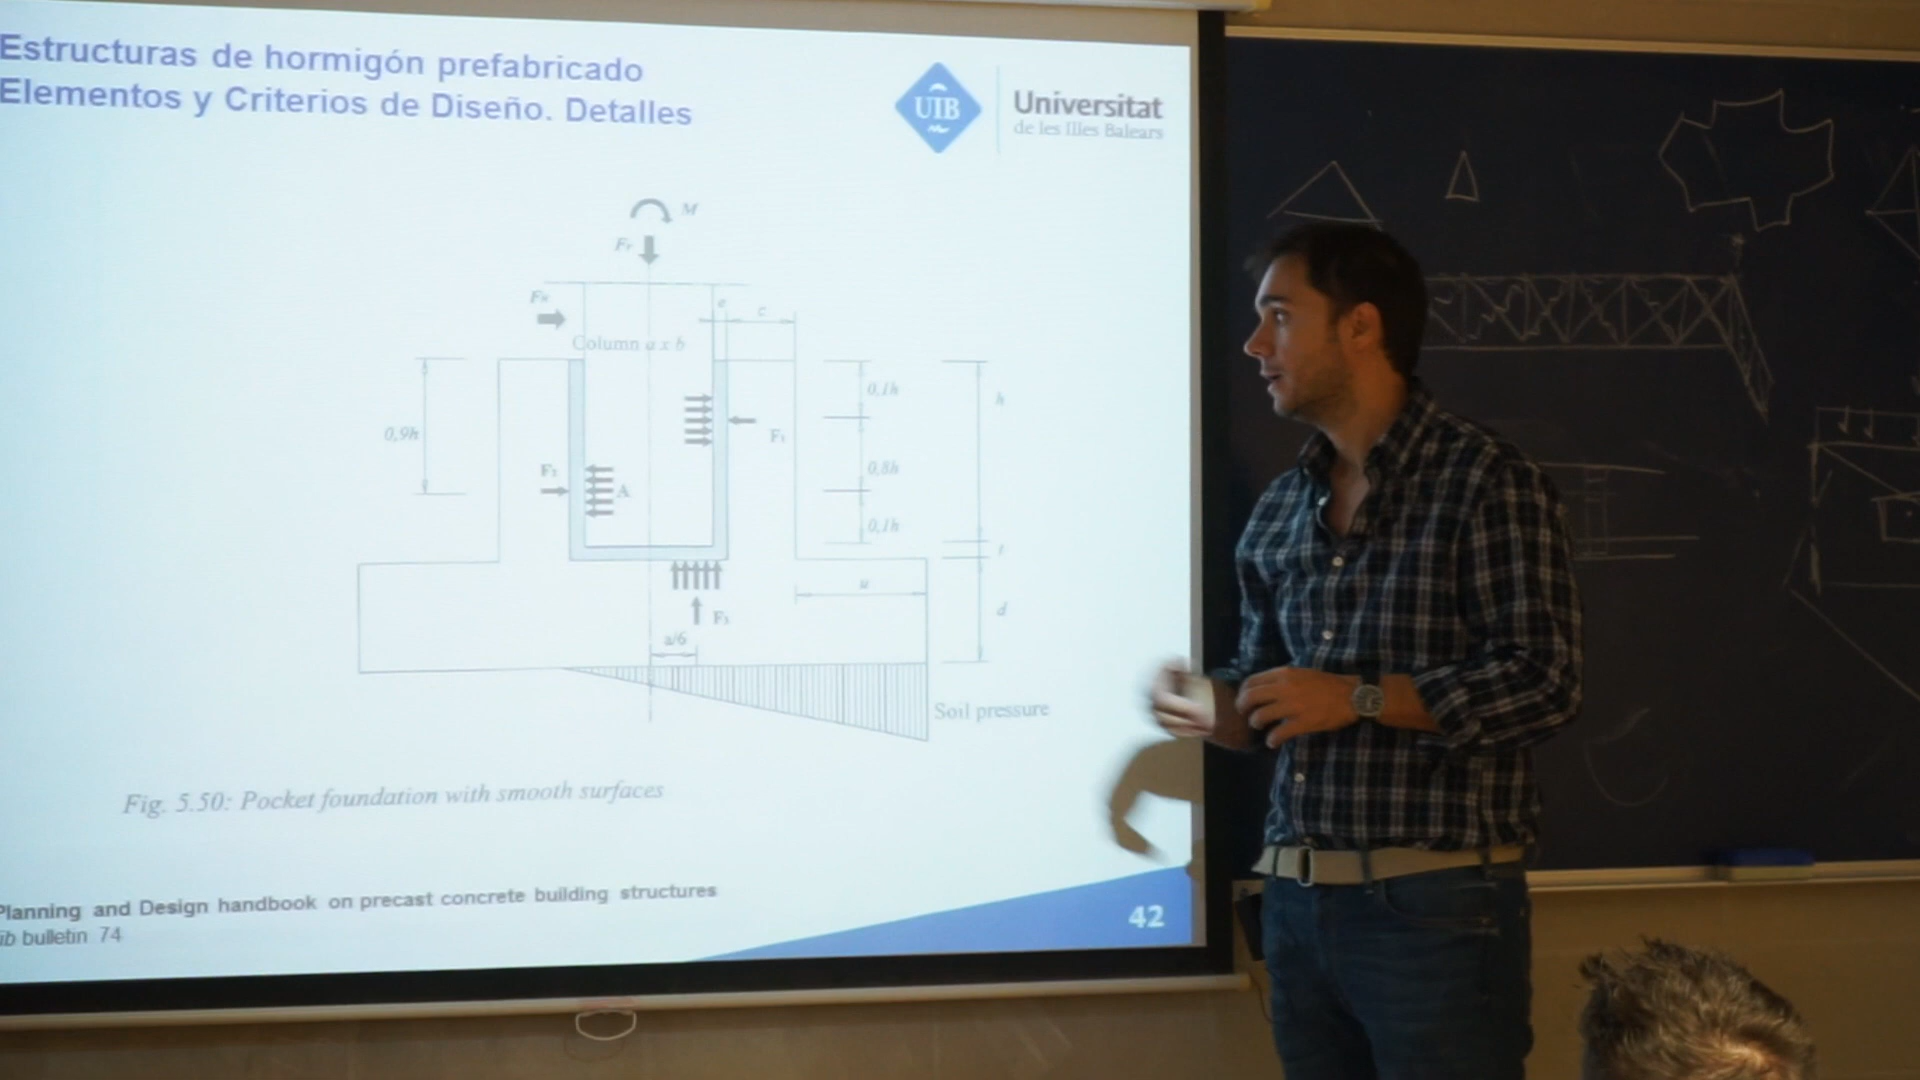 Estructuras de hormigón prefabricado
Elementos y Criterios de Diseño. Detalles
UIB
Universitat
de les Illes Balears
M
Fv
e
c
Column a x b
0,1h
h
0,9h
F1
F2
0,8h
A
0,1h
t
u
F3
d
a/6
Soil pressure
Fig. 5.50: Pocket foundation with smooth surfaces
Planning and Design handbook on precast concrete building structures
bulletin 74
42